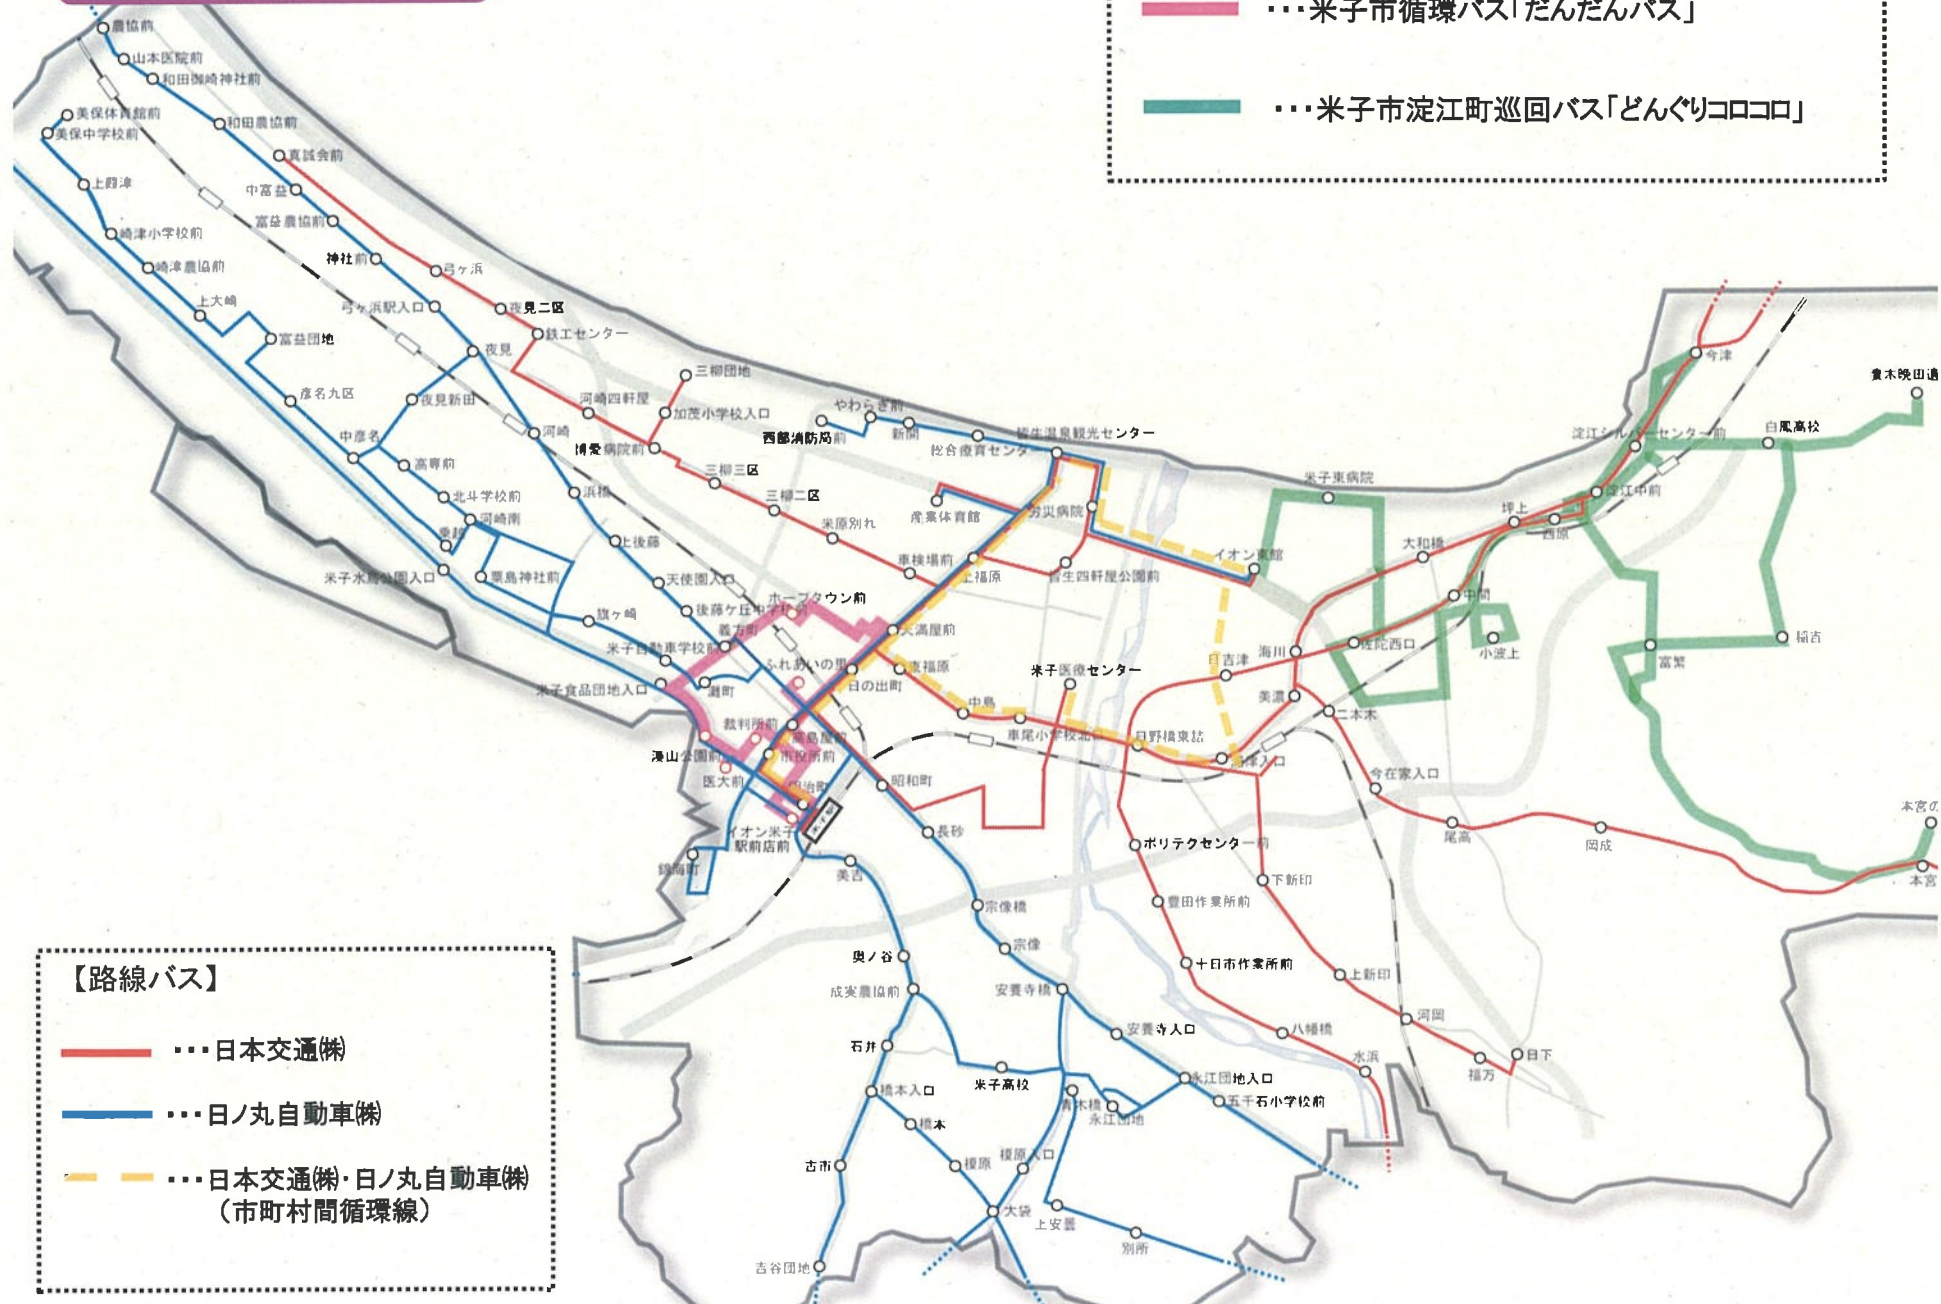 ・・・米子市循環バス「だんだんバス」
・・・米子市淀江町巡回バス「どんぐりコロコロ」
農協前
山本医院前
和田御崎神社前
美保体育館前
美保中学校前
和田農協前
真誠会前
上葭津
中富益
富益農協前
崎津小学校前
神社前
崎津農協前
弓ヶ浜
上大崎
弓ヶ浜駅入口
夜見二区
鉄工センター
富益団地
夜見
三柳団地
彦名九区
夜見新田
河崎四軒屋
加茂小学校入口
やわらぎ前
西部消防局前
新開
皆生温泉観光センター
総合療育センター
中彦名
河崎
博愛病院前
高専前
三柳三区
北斗学校前
浜橋
三柳二区
産業体育館
労災病院
河崎南
米原別れ
乗越
上後藤
車検場前
上福原
皆生四軒屋公園前
イオン東館
米子水鳥公園入口
粟島神社前
天使園入口
ホープタウン前
旗ヶ崎
後藤ケ丘中学校前
義方町
天満屋前
米子自動車学校前
ふれあいの里
東福原
日の出町
米子食品団地入口
灘町
米子医療センター
中島
車尾小学校北口
日野橋東詰
裁判所前
高島屋前
湊山公園前
市役所前
医大前
明治町
米子駅
昭和町
イオン米子
駅前店前
長砂
錦海町
美吉
今津
淀江シルバーセンター前
白鳳高校
淀江中前
米子東病院
坪上
西原
大和橋
中間
佐陀西口
小波上
富繁
稲吉
海川
日吉津
美濃
二本木
今在家入口
尾高
岡成
本宮
ポリテクセンター前
下新印
豊田作業所前
十日市作業所前
上新印
八幡橋
河岡
水浜
福万
日下
宗像橋
宗像
奥ノ谷
成実農協前
安養寺橋
安養寺入口
石井
米子高校
永江団地入口
五千石小学校前
橋本入口
青木橋
永江団地
橋本
古市
榎原
榎原入口
大袋
上安曇
別所
吉谷団地
【路線バス】
・・・日本交通㈱
・・・日ノ丸自動車㈱
・・・日本交通㈱・日ノ丸自動車㈱
（市町村間循環線）